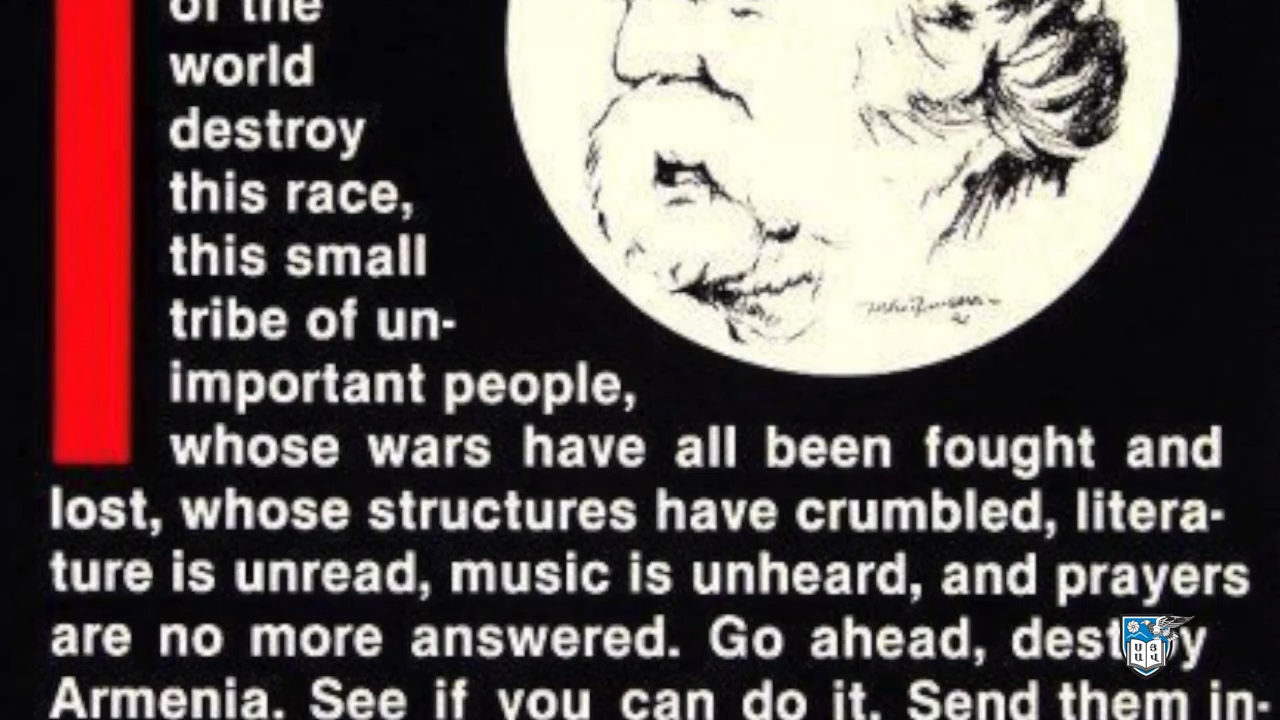 of the
world
destroy
this race,
this small
tribe of un-
important people,
whose wars have all been fought and
lost, whose structures have crumbled, litera-
ture is unread, music is unheard, and prayers
are no more answered. Go ahead, dest y
Armenia. See if you can do it. Send them in-